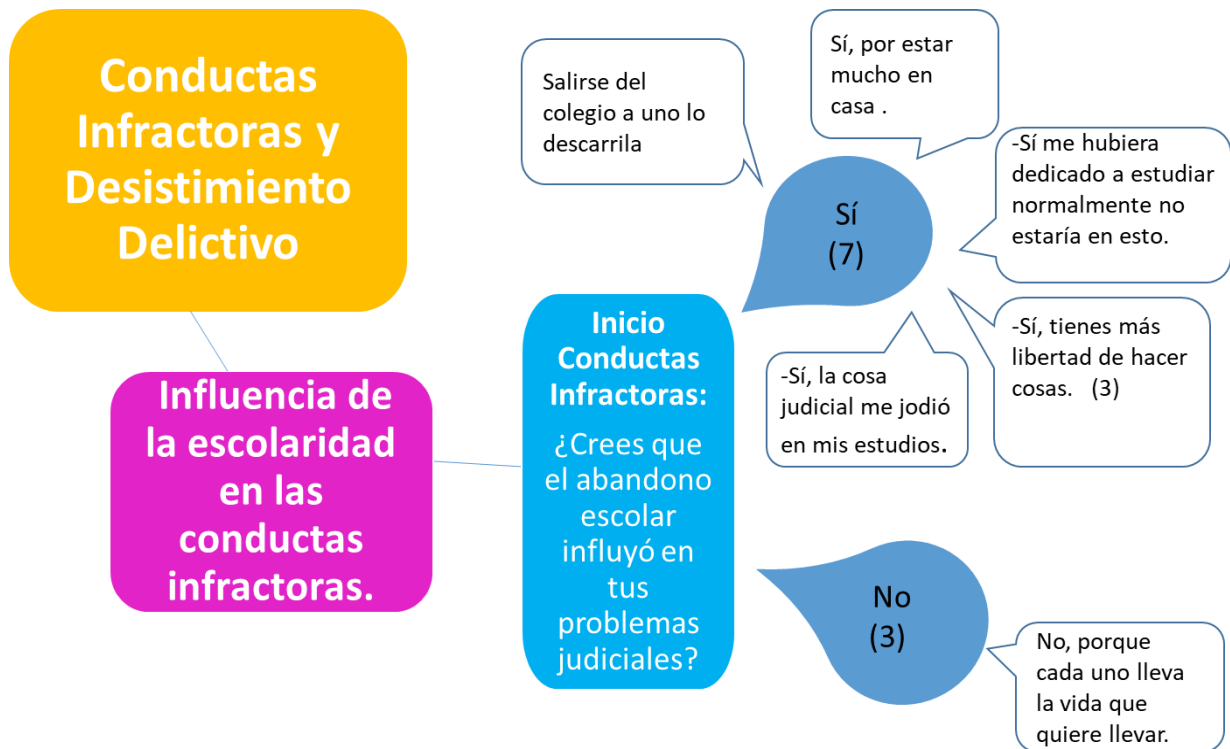 Conductas
Infractoras y
Desistimiento
Delictivo
Influencia de
la escolaridad
en las
conductas
infractoras.
Inicio
Conductas
Infractoras:
¿Crees que
el abandono
escolar
influyó en
tus
problemas
judiciales?
Sí
(7)
Salirse del
colegio a uno lo
descarrila
Sí, por estar
mucho en
casa .
-Sí me hubiera
dedicado a estudiar
normalmente no
estaría en esto.
-Sí, tienes más
libertad de hacer
cosas. (3)
-Sí, la cosa
judicial me jodió
en mis estudios.
No
(3)
No, porque
cada uno lleva
la vida que
quiere llevar.